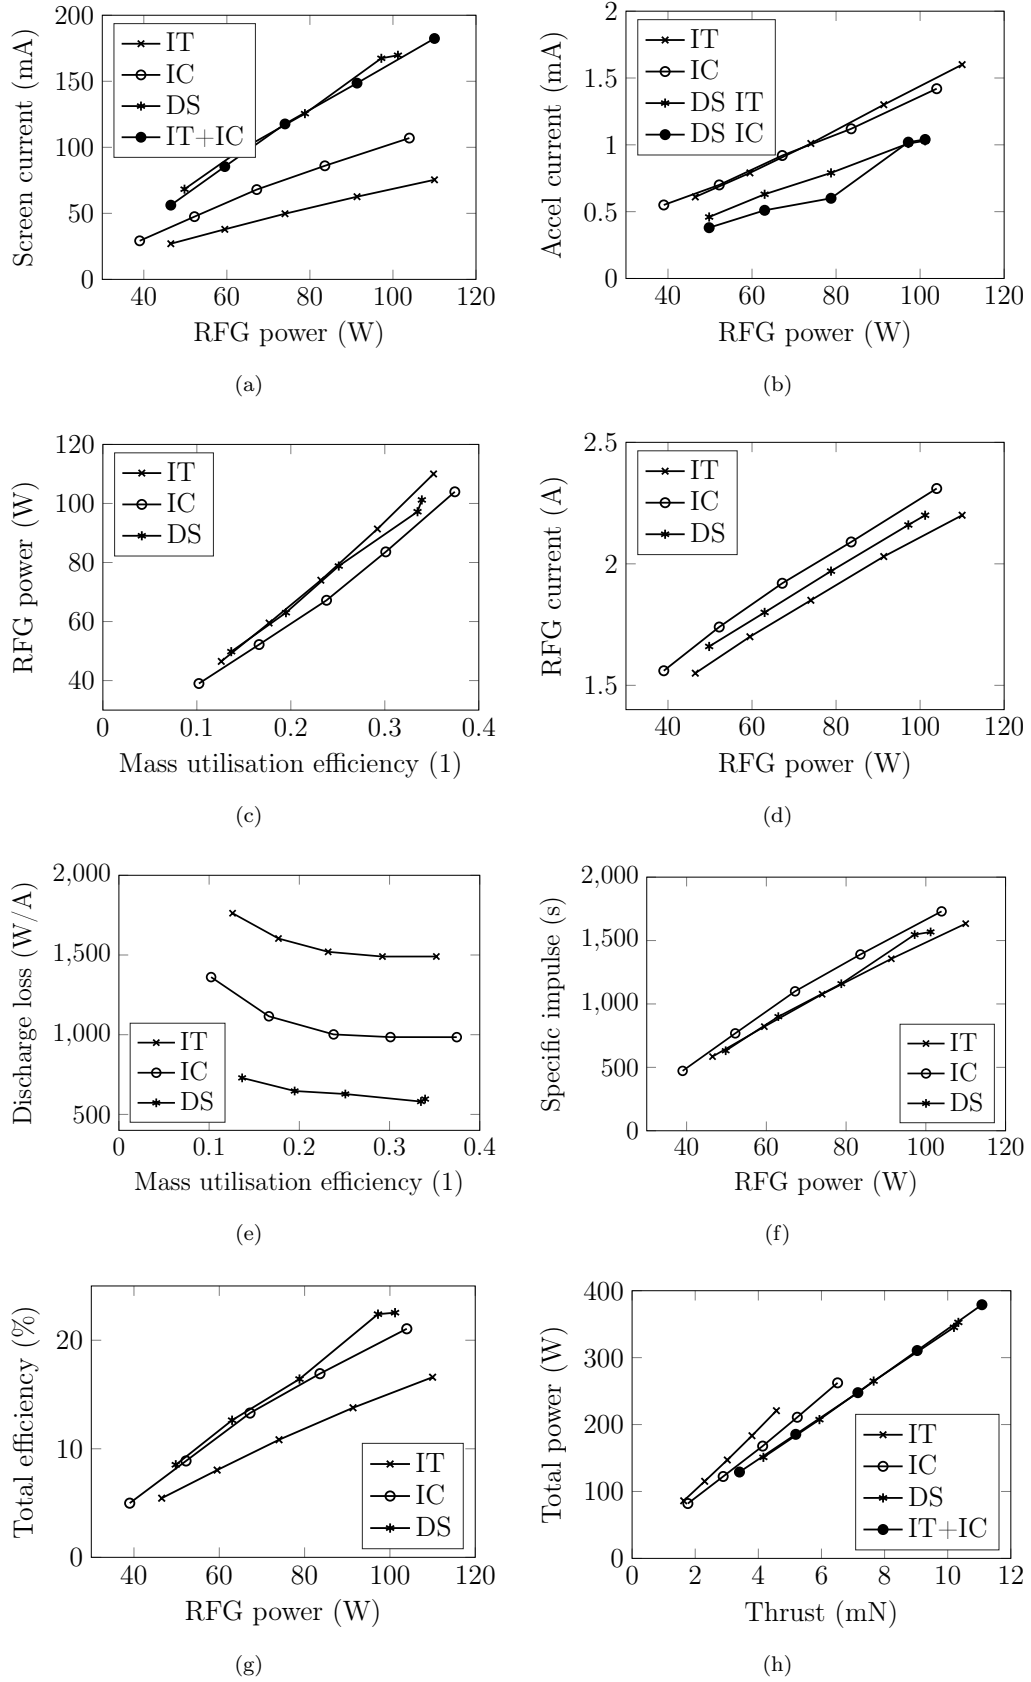 200
150
100
50
0
40 60 80 100 120
Screen current (mA)
RFG power (W)
IT
IC
DS
IT+IC
(a)
2
1.5
1
0.5
0
40 60 80 100 120
Accel current (mA)
RFG power (W)
IT
IC
DS IT
DS IC
(b)
120
100
80
60
40
0 0.1 0.2 0.3 0.4
RFG power (W)
Mass utilisation efficiency (1)
IT
IC
DS
(c)
2.5
2
1.5
40 60 80 100 120
RFG current (A)
RFG power (W)
IT
IC
DS
(d)
2,000
1,500
1,000
500
0 0.1 0.2 0.3 0.4
Discharge loss (W/A)
Mass utilisation efficiency (1)
IT
IC
DS
(e)
2,000
1,500
1,000
500
0
40 60 80 100 120
Specific impulse (s)
RFG power (W)
IT
IC
DS
(f)
20
10
0
40 60 80 100 120
Total efficiency (%)
RFG power (W)
IT
IC
DS
(g)
400
300
200
100
0
0 2 4 6 8 10 12
Total power (W)
Thrust (mN)
IT
IC
DS
IT+IC
(h)